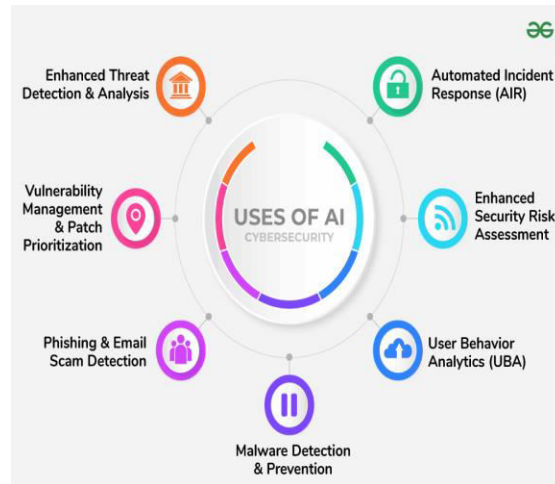 Enhanced Threat
Detection & Analysis
Automated Incident
Response (AIR)
USES OF AI
CYBERSECURITY
Vulnerability
Management
& Patch
Prioritization
Enhanced
Security Risk
Assessment
Phishing & Email
Scam Detection
User Behavior
Analytics (UBA)
Malware Detection
& Prevention